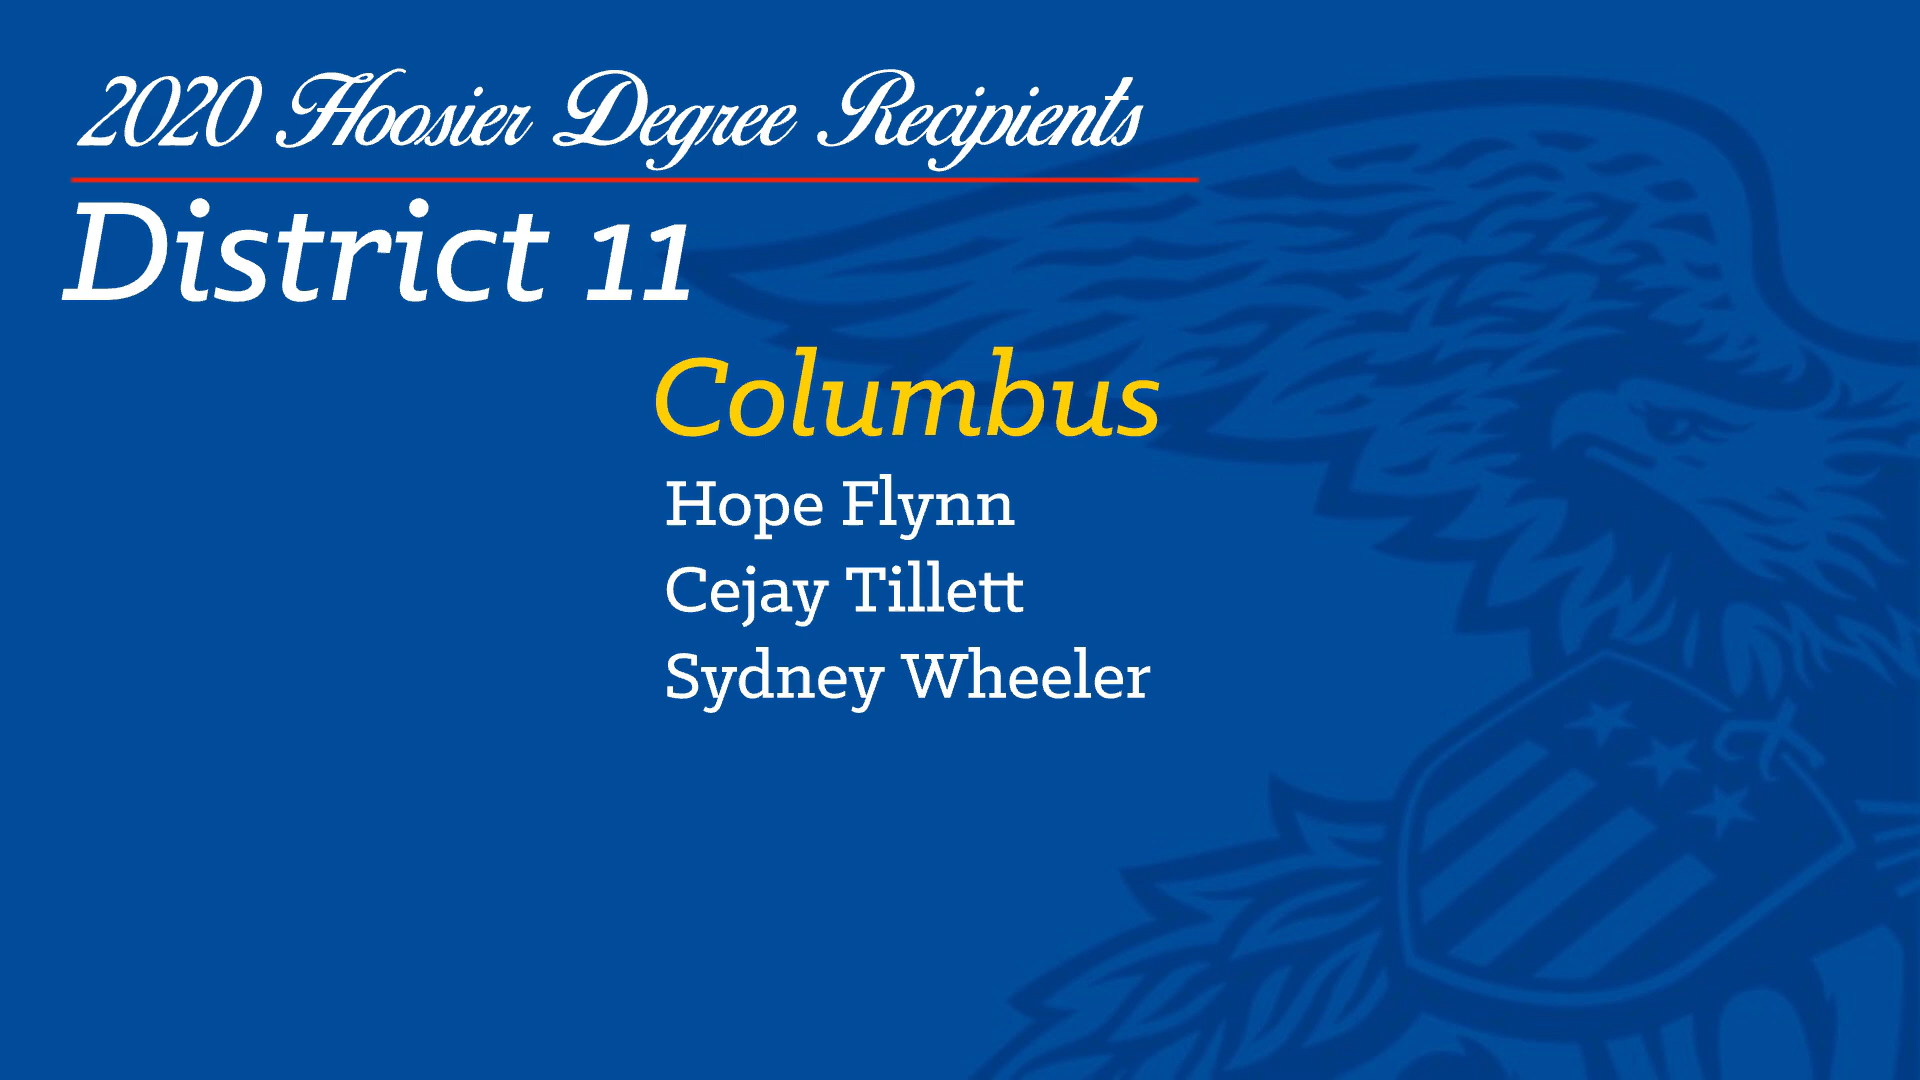 2020 Hoosier Degree Recipients
District 11
Columbus
Hope Flynn
Cejay Tillett
Sydney Wheeler